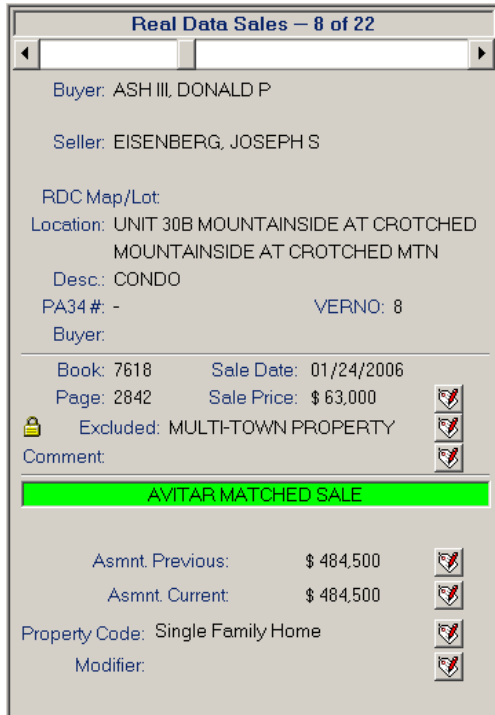 Real Data Sales — 8 of 22
Buyer: ASH III, DONALD P
Seller: EISENBERG, JOSEPH S
RDC Map/Lot:
Location: UNIT 30B MOUNTAINSIDE AT CROTCHED
MOUNTAINSIDE AT CROTCHED MTN
Desc.: CONDO
PA34 #: - VERNO: 8
Buyer:
Book: 7618 Sale Date: 01/24/2006
Page: 2842 Sale Price: $ 63,000
Excluded: MULTI-TOWN PROPERTY
Comment:
AVITAR MATCHED SALE
Asmnt. Previous: $ 484,500
Asmnt. Current: $ 484,500
Property Code: Single Family Home
Modifier: